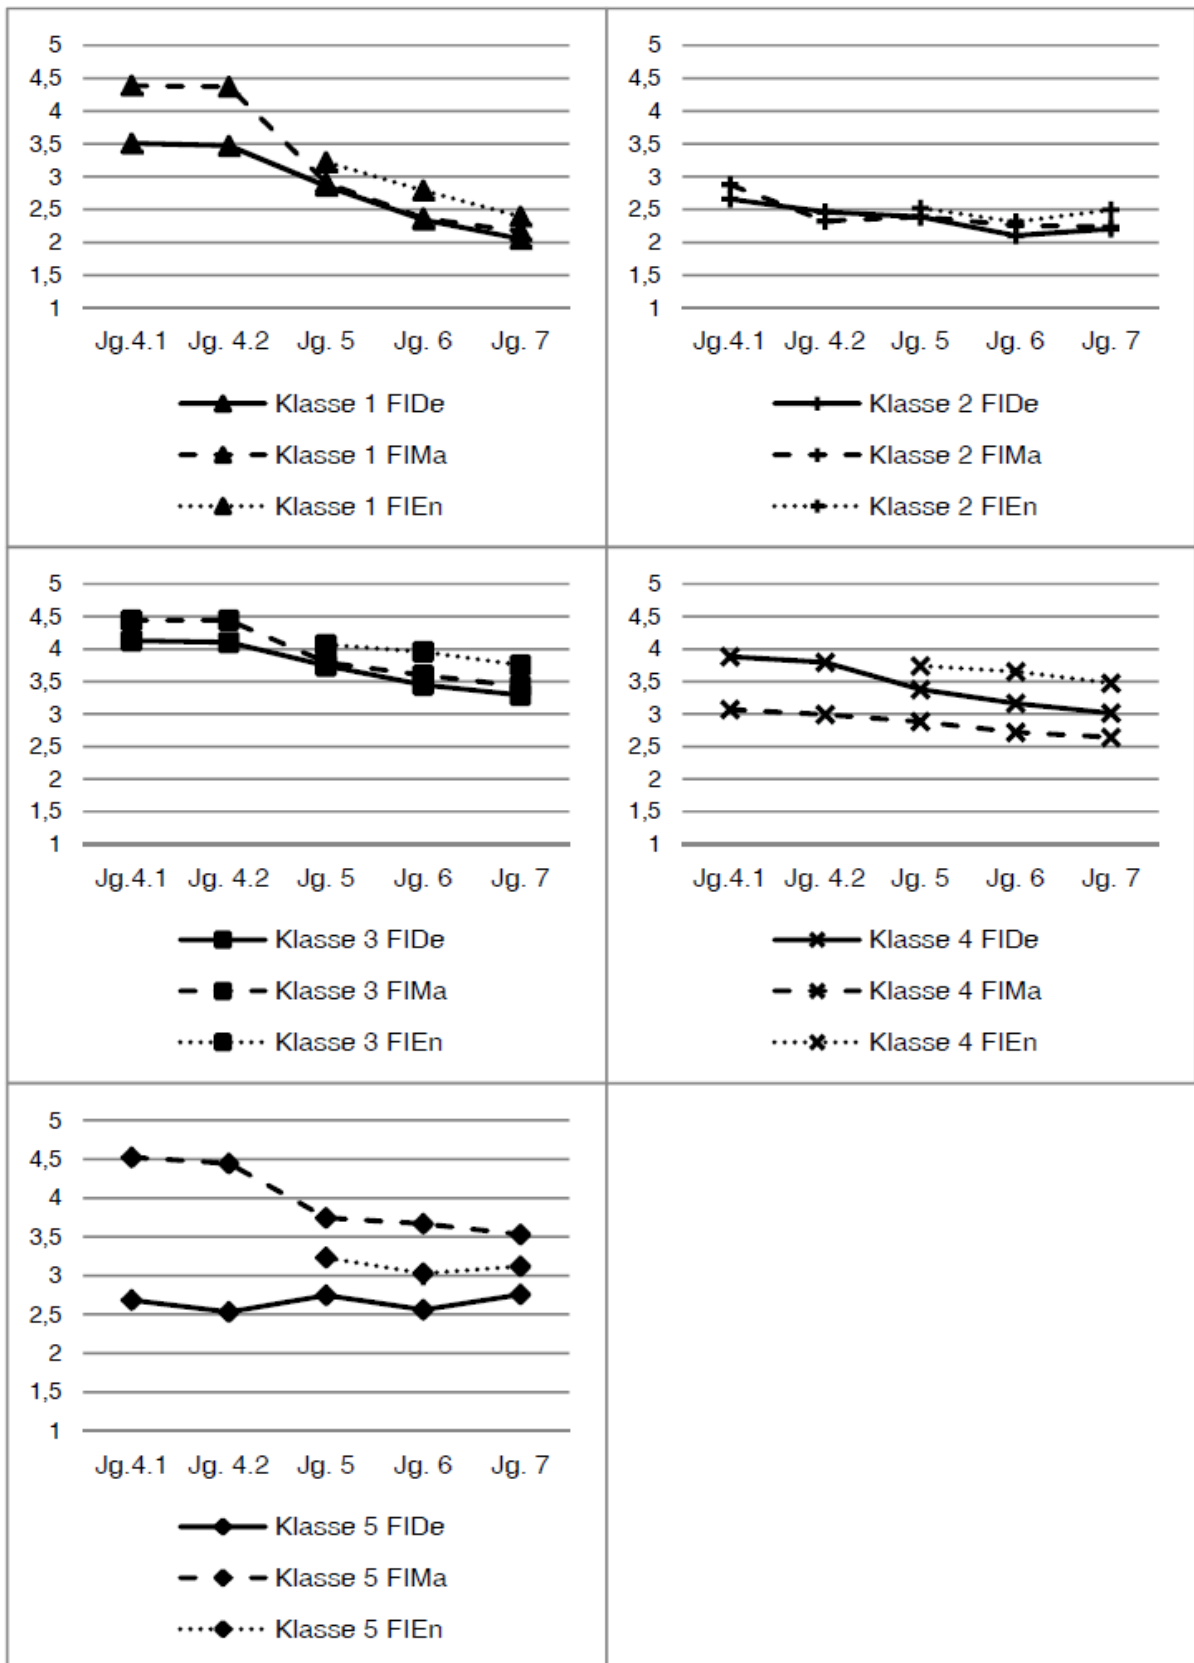 5
4,5
4
3,5
3
2,5
2
1,5
1
Jg.4.1 Jg. 4.2 Jg. 5 Jg. 6 Jg. 7
Klasse 1 FIDe
Klasse 1 FIMa
Klasse 1 FIEn
5
4,5
4
3,5
3
2,5
2
1,5
1
Jg.4.1 Jg. 4.2 Jg. 5 Jg. 6 Jg. 7
Klasse 2 FIDe
Klasse 2 FIMa
Klasse 2 FIEn
5
4,5
4
3,5
3
2,5
2
1,5
1
Jg.4.1 Jg. 4.2 Jg. 5 Jg. 6 Jg. 7
Klasse 3 FIDe
Klasse 3 FIMa
Klasse 3 FIEn
5
4,5
4
3,5
3
2,5
2
1,5
1
Jg.4.1 Jg. 4.2 Jg. 5 Jg. 6 Jg. 7
Klasse 4 FIDe
Klasse 4 FIMa
Klasse 4 FIEn
5
4,5
4
3,5
3
2,5
2
1,5
1
Jg.4.1 Jg. 4.2 Jg. 5 Jg. 6 Jg. 7
Klasse 5 FIDe
Klasse 5 FIMa
Klasse 5 FIEn